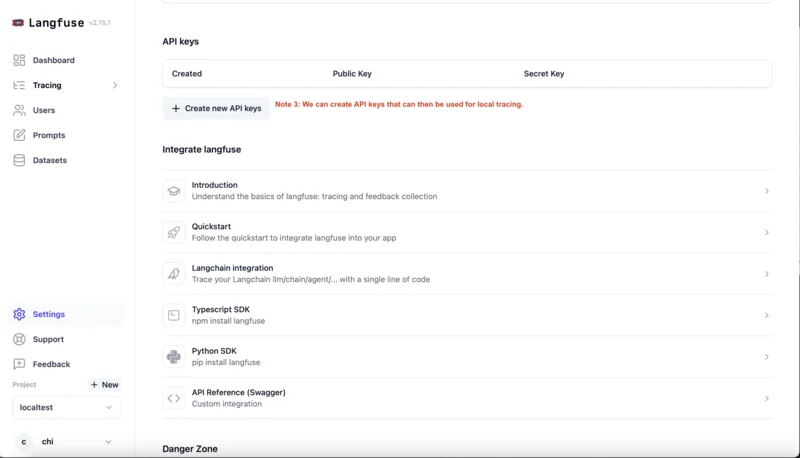 Langfuse v2.15.1
Dashboard
Tracing
Users
Prompts
Datasets
Settings
Support
Feedback
Project
+ New
localtest
c chi
API keys
Created Public Key Secret Key
+ Create new API keys
Note 3: We can create API keys that can then be used for local tracing.
Integrate langfuse
Introduction
Understand the basics of langfuse: tracing and feedback collection
Quickstart
Follow the quickstart to integrate langfuse into your app
Langchain integration
Trace your Langchain llm/chain/agent/... with a single line of code
Typescript SDK
npm install langfuse
Python SDK
pip install langfuse
API Reference (Swagger)
Custom integration
Danger Zone